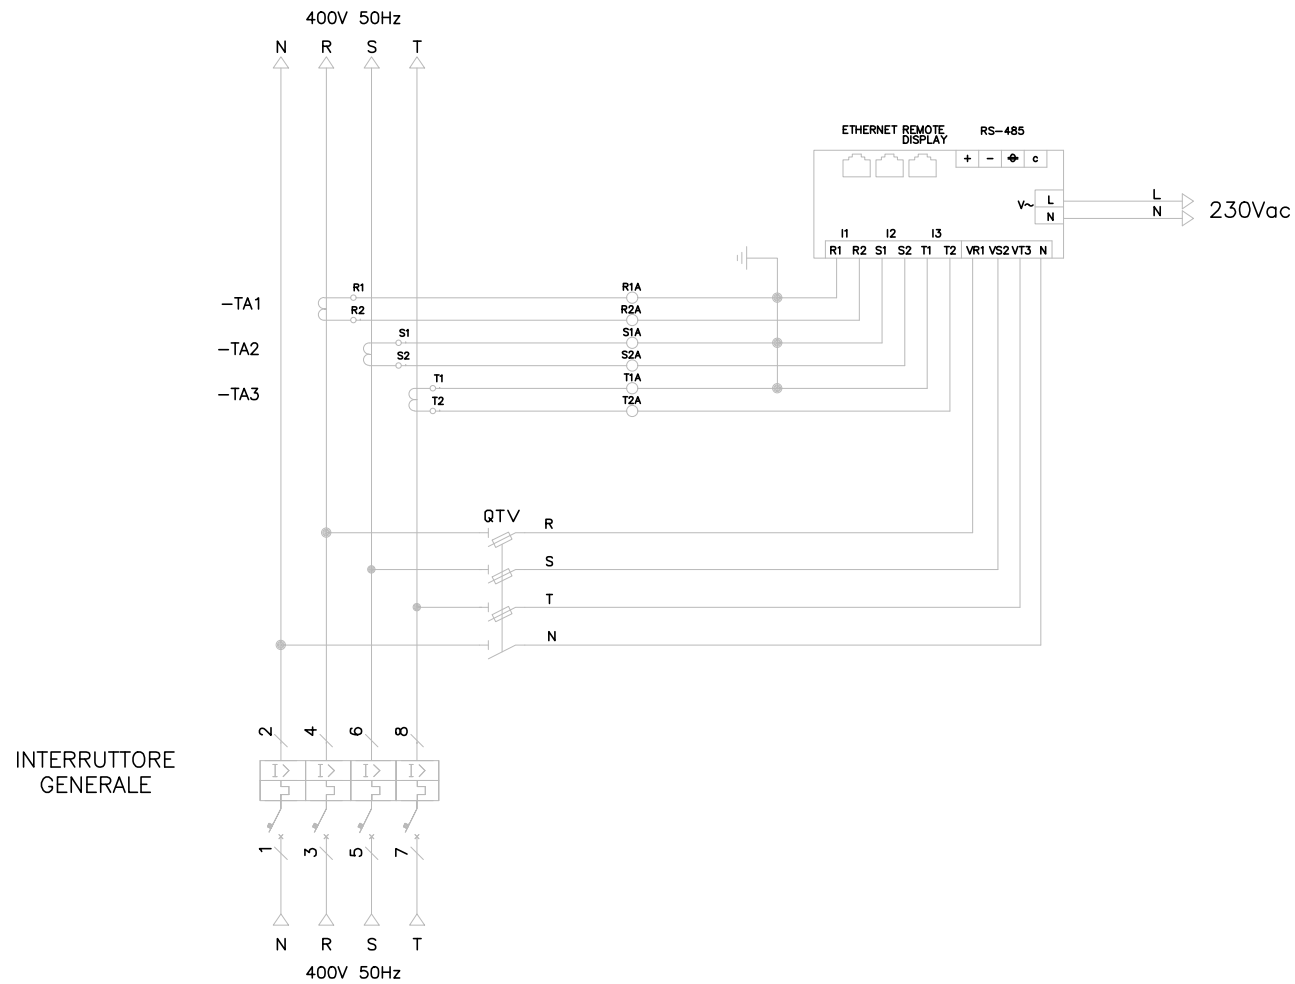 400V 50Hz
N R S T
ETHERNET REMOTE DISPLAY RS-485
+ - c
V~ L L
N N
230Vac
I1 I2 I3
R1 R2 S1 S2 T1 T2 VR1 VS2 VT3 N
-TA1 R1 R1A
R2 R2A
-TA2 S1 S1A
S2 S2A
-TA3 T1 T1A
T2 T2A
QTV
R
S
T
N
2 4 6 8
INTERRUTTORE
GENERALE
I> I> I> I>
1 3 5 7
N R S T
400V 50Hz